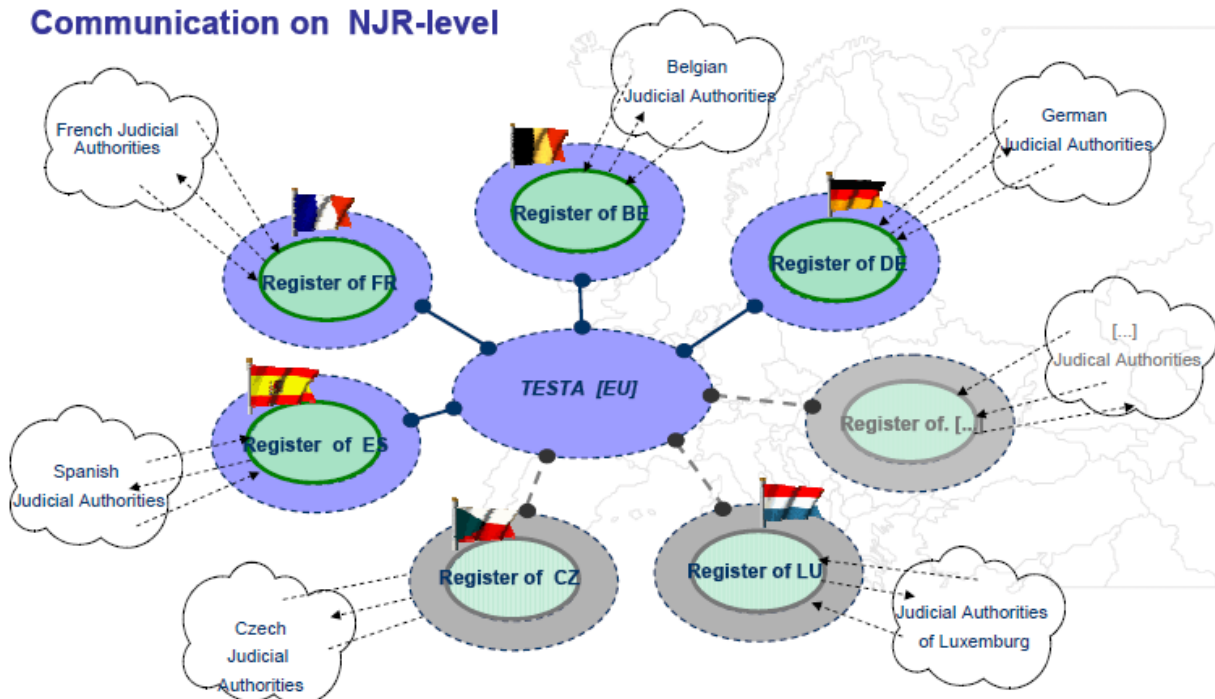 Communication on NJR-level
Belgian
Judicial Authorities
French Judicial
Authorities
German
Judicial Authorities
Register of BE
Register of DE
Register of FR
[...]
Judical Authorities
TESTA [EU]
Register of. [...]
Register of ES
Spanish
Judicial Authorities
Register of CZ
Register of LU
Judicial Authorities
of Luxemburg
Czech
Judicial
Authorities